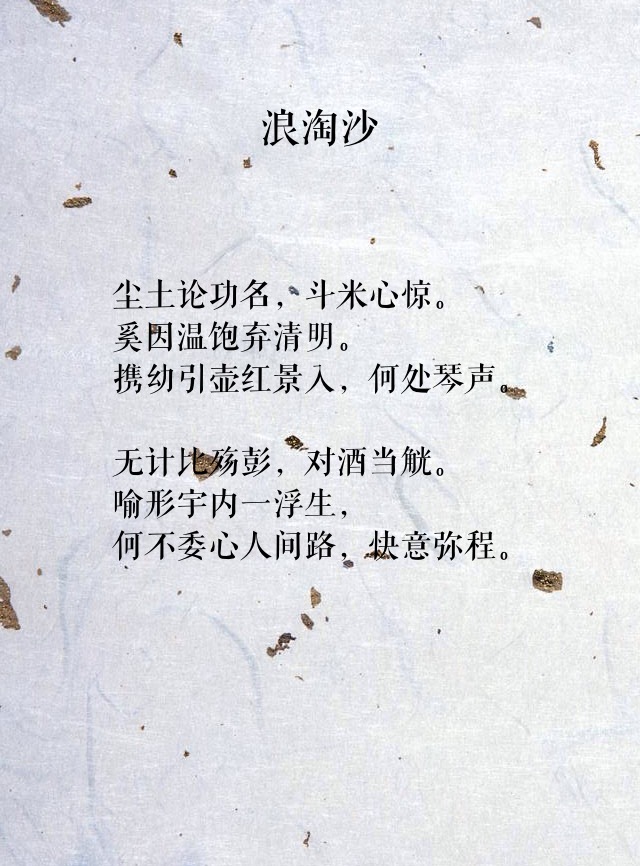 浪淘沙
尘土论功名，斗米心惊。
奚因温饱弃清明。
携幼引壶红景入，何处琴声。
无计比殇彭，对酒当觥。
喻形宇内一浮生，
何不委心人间路，快意弥程。